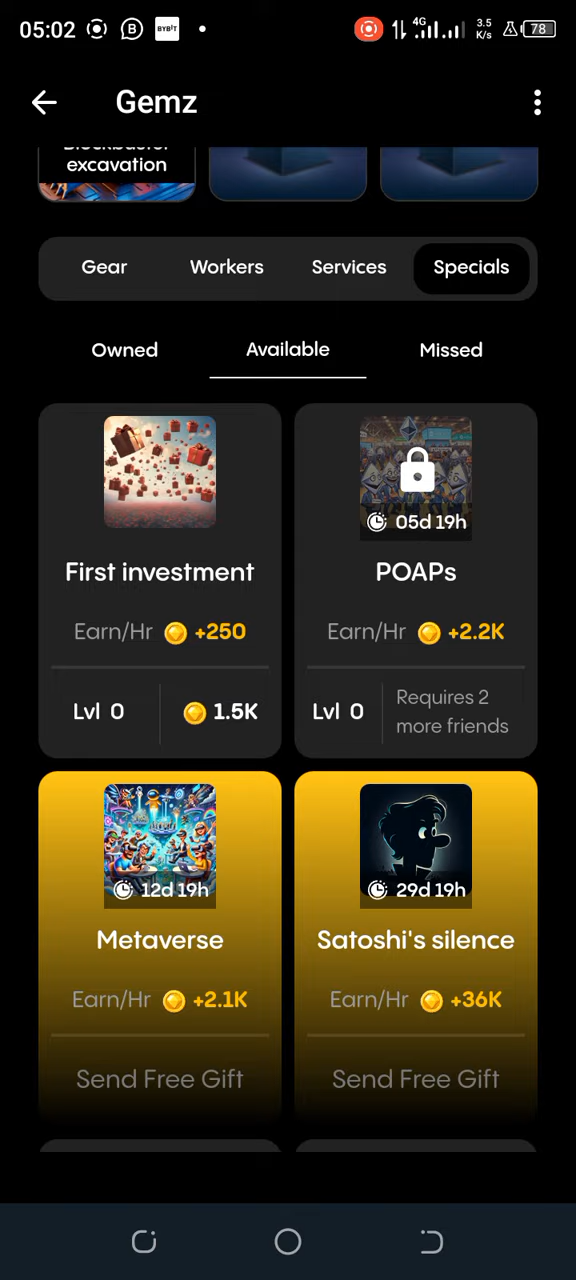 05:02
B
BYBIT
4G
3.5
K/s
78
Gemz
excavation
Gear Workers Services Specials
Owned Available Missed
05d 19h
First investment POAPs
Earn/Hr +250 Earn/Hr +2.2K
Lvl 0 1.5K Lvl 0 Requires 2
more friends
12d 19h 29d 19h
Metaverse Satoshi's silence
Earn/Hr +2.1K Earn/Hr +36K
Send Free Gift Send Free Gift